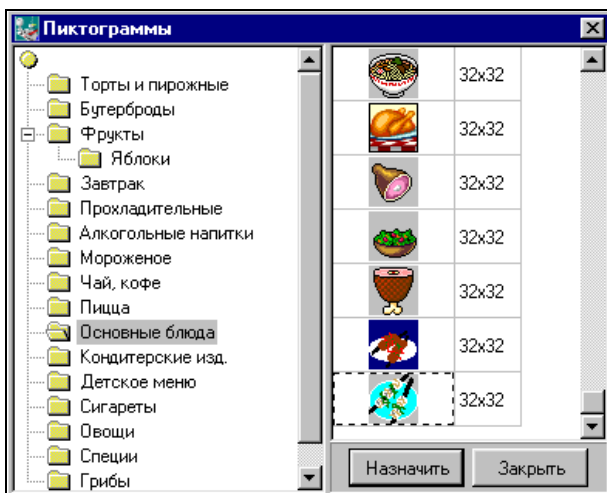 Пиктограммы
Торты и пирожные
Бутерброды
Фрукты
Яблоки
Завтрак
Прохладительные
Алкогольные напитки
Мороженое
Чай, кофе
Пицца
Основные блюда
Кондитерские изд.
Детское меню
Сигареты
Овощи
Специи
Грибы
32x32
32x32
32x32
32x32
32x32
32x32
32x32
Назначить
Закрыть